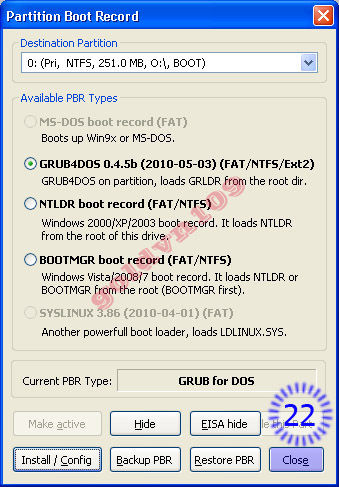 Partition Boot Record
Destination Partition
0: (Pri, NTFS, 251.0 MB, O:\, BOOT)
Available PBR Types
MS-DOS boot record (FAT)
Boots up Win9x or MS-DOS.
GRUB4DOS 0.4.5b (2010-05-03) (FAT/NTFS/Ext2)
GRUB4DOS on partition, loads GRLDR from the root dir.
NTLDR boot record (FAT/NTFS)
Windows 2000/XP/2003 boot record. It loads NTLDR
from the root of this drive.
BOOTMGR boot record (FAT/NTFS)
Windows Vista/2008/7 boot record. It loads NTLDR or
BOOTMGR from the root (BOOTMGR first).
SYSLINUX 3.86 (2010-04-01) (FAT)
Another powerfull boot loader, loads LDLINUX.SYS.
goldvn109
Current PBR Type: GRUB for DOS
Make active Hide EISA hide
22
Install / Config Backup PBR Restore PBR Close